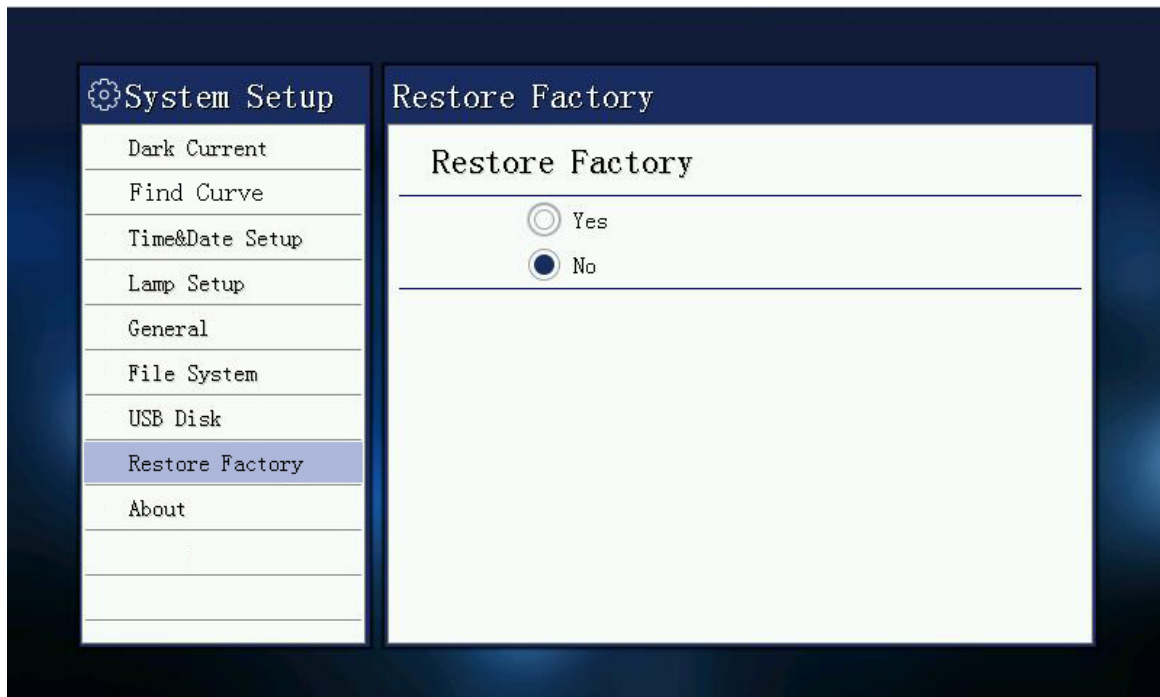 System Setup
Dark Current
Find Curve
Time&Date Setup
Lamp Setup
General
File System
USB Disk
Restore Factory
About
Restore Factory
Restore Factory
Yes
No